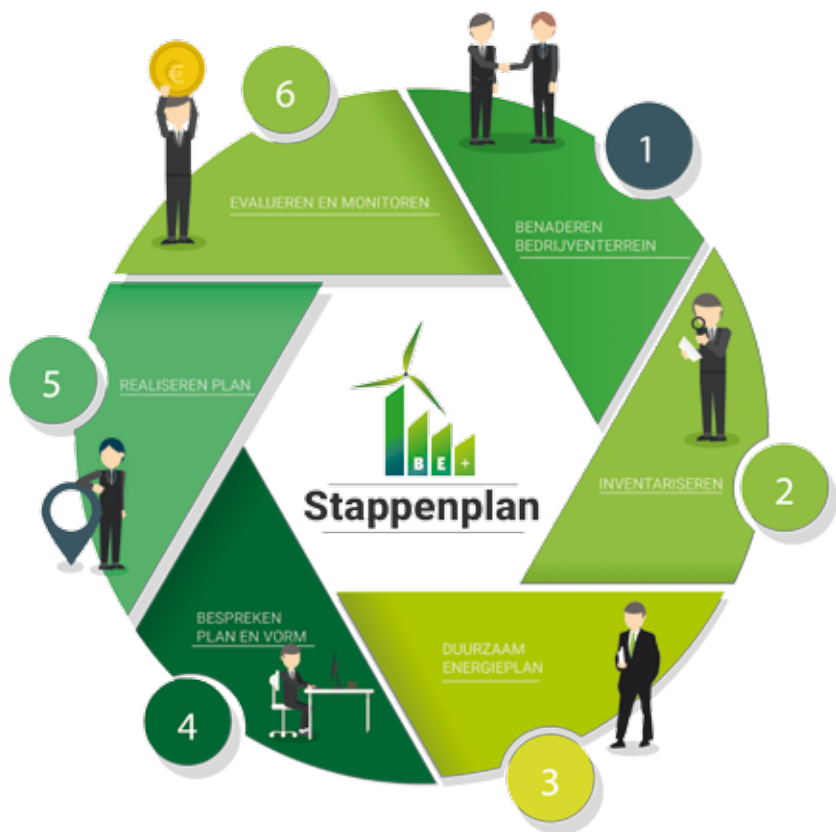 1
BENADEREN
BEDRIJVENTERREIN
2
INVENTARISEREN
3
DUURZAAM
ENERGIEPLAN
4
BESPREKEN
PLAN EN VORM
5
REALISEREN PLAN
6
EVALUEREN EN MONITOREN
€
B E +
Stappenplan